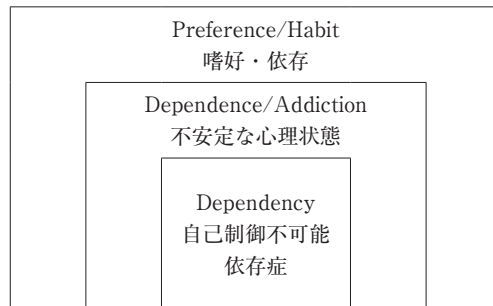 Preference/Habit
嗜好・依存
Dependence/Addiction
不安定な心理状態
Dependency
自己制御不可能
依存症